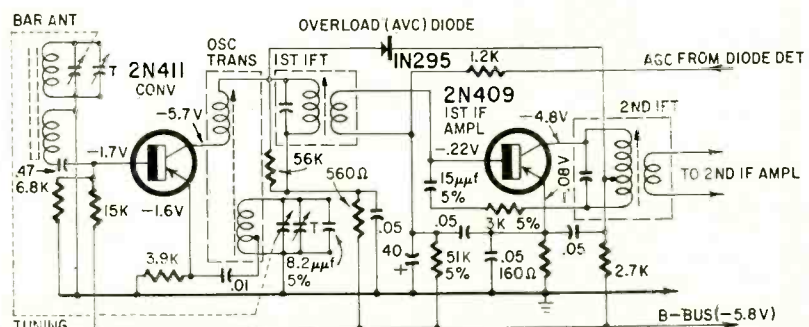 BAR ANT
OVERLOAD (AVC) DIODE
OSC
TRANS
1ST IFT
1N295
1.2K
AGC FROM DIODE DET
T
2N411
CONV
2N409
1ST IF
AMPL
-5.7V
-4.8V
2ND IFT
-1.7V
-.22V
.08V
.47
6.8K
56K
560Ω
15μμf
5%
TO 2ND IF AMPL
15K
-1.6V
T
.05
.05
3K 5%
.05
3.9K
.01
8.2μμf
5%
40
+
51K
5%
.05
160Ω
2.7K
TUNING
B-BUS(-5.8V)